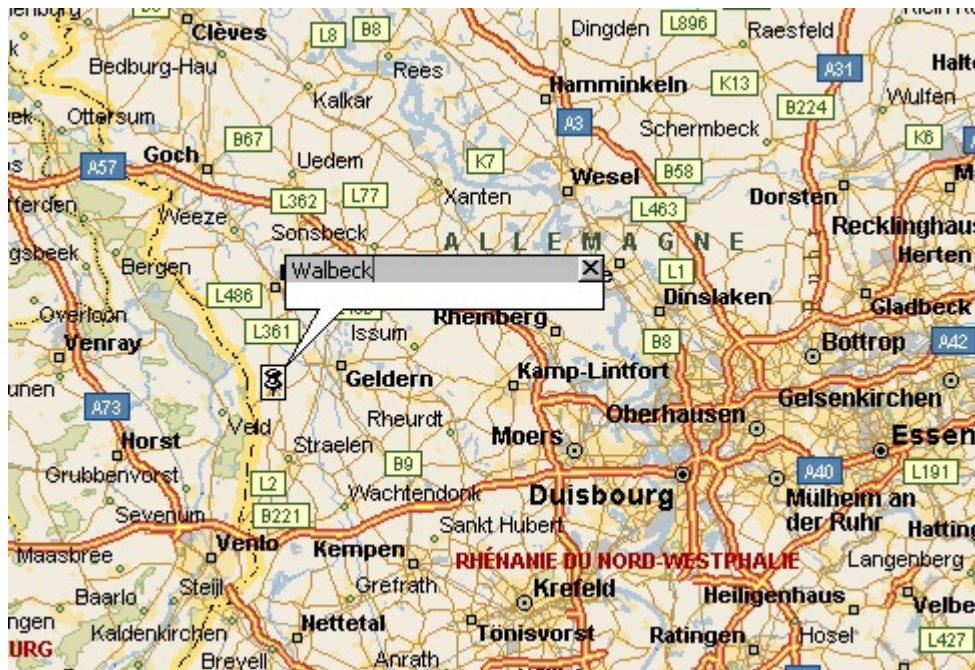 Clèves
L8
B8
Dingden
L896
Raesfeld
A31
Bedburg-Hau
Rees
Hamminkeln
K13
B224
Wulfen
Kalkar
Ottersum
B67
A3
Schermbeck
K6
A57
Goch
Uedem
K7
Wesel
B58
Dorsten
L362
L77
Xanten
L463
Weeze
Sonsbeck
ALLEMAGNE
Recklinghaus
Herten
Bergen
Walbeck
L1
L486
Dinslaken
Gladbeck
Overloon
L361
Issum
Rheinberg
B8
Bottrop
A42
Venray
Geldern
Kamp-Lintfort
Gelsenkirchen
A73
Rheurdt
Oberhausen
Horst
Veld
Straelen
Moers
Essen
Grubbenvorst
L2
B9
A40
L191
Wachtendonk
Duisbourg
Mülheim an
der Ruhr
Sevenum
B221
Sankt Hubert
Hatting
Venlo
Kempen
Maasbree
RHÉNANIE DU NORD-WESTPHALIE
Langenberg
Steijl
Grefrath
Krefeld
Heiligenhaus
Baarlo
Velbe
Kaldenkirchen
Nettetal
Tönisvorst
Ratingen
Hosel
L427
URG
Breyell
Anrath